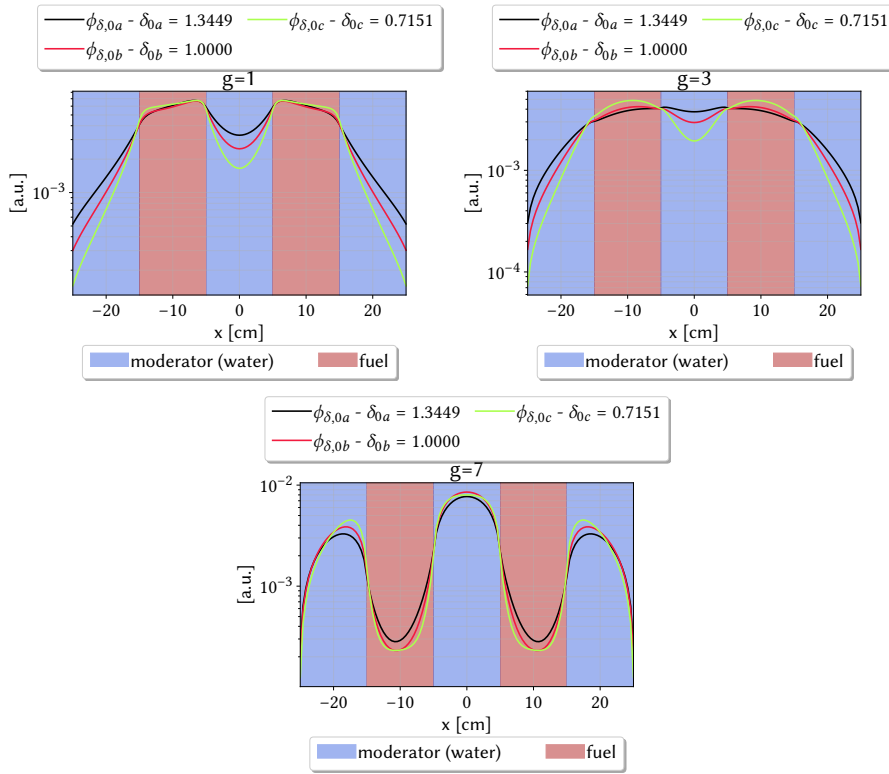 ϕδ,0a - δ0a = 1.3449 ϕδ,0c - δ0c = 0.7151
ϕδ,0b - δ0b = 1.0000
g=1
[a.u.]
10⁻³
−20 −10 0 10 20
x [cm]
moderator (water) fuel
ϕδ,0a - δ0a = 1.3449 ϕδ,0c - δ0c = 0.7151
ϕδ,0b - δ0b = 1.0000
g=3
[a.u.]
10⁻³
10⁻⁴
−20 −10 0 10 20
x [cm]
moderator (water) fuel
ϕδ,0a - δ0a = 1.3449 ϕδ,0c - δ0c = 0.7151
ϕδ,0b - δ0b = 1.0000
g=7
10⁻²
[a.u.]
10⁻³
−20 −10 0 10 20
x [cm]
moderator (water) fuel